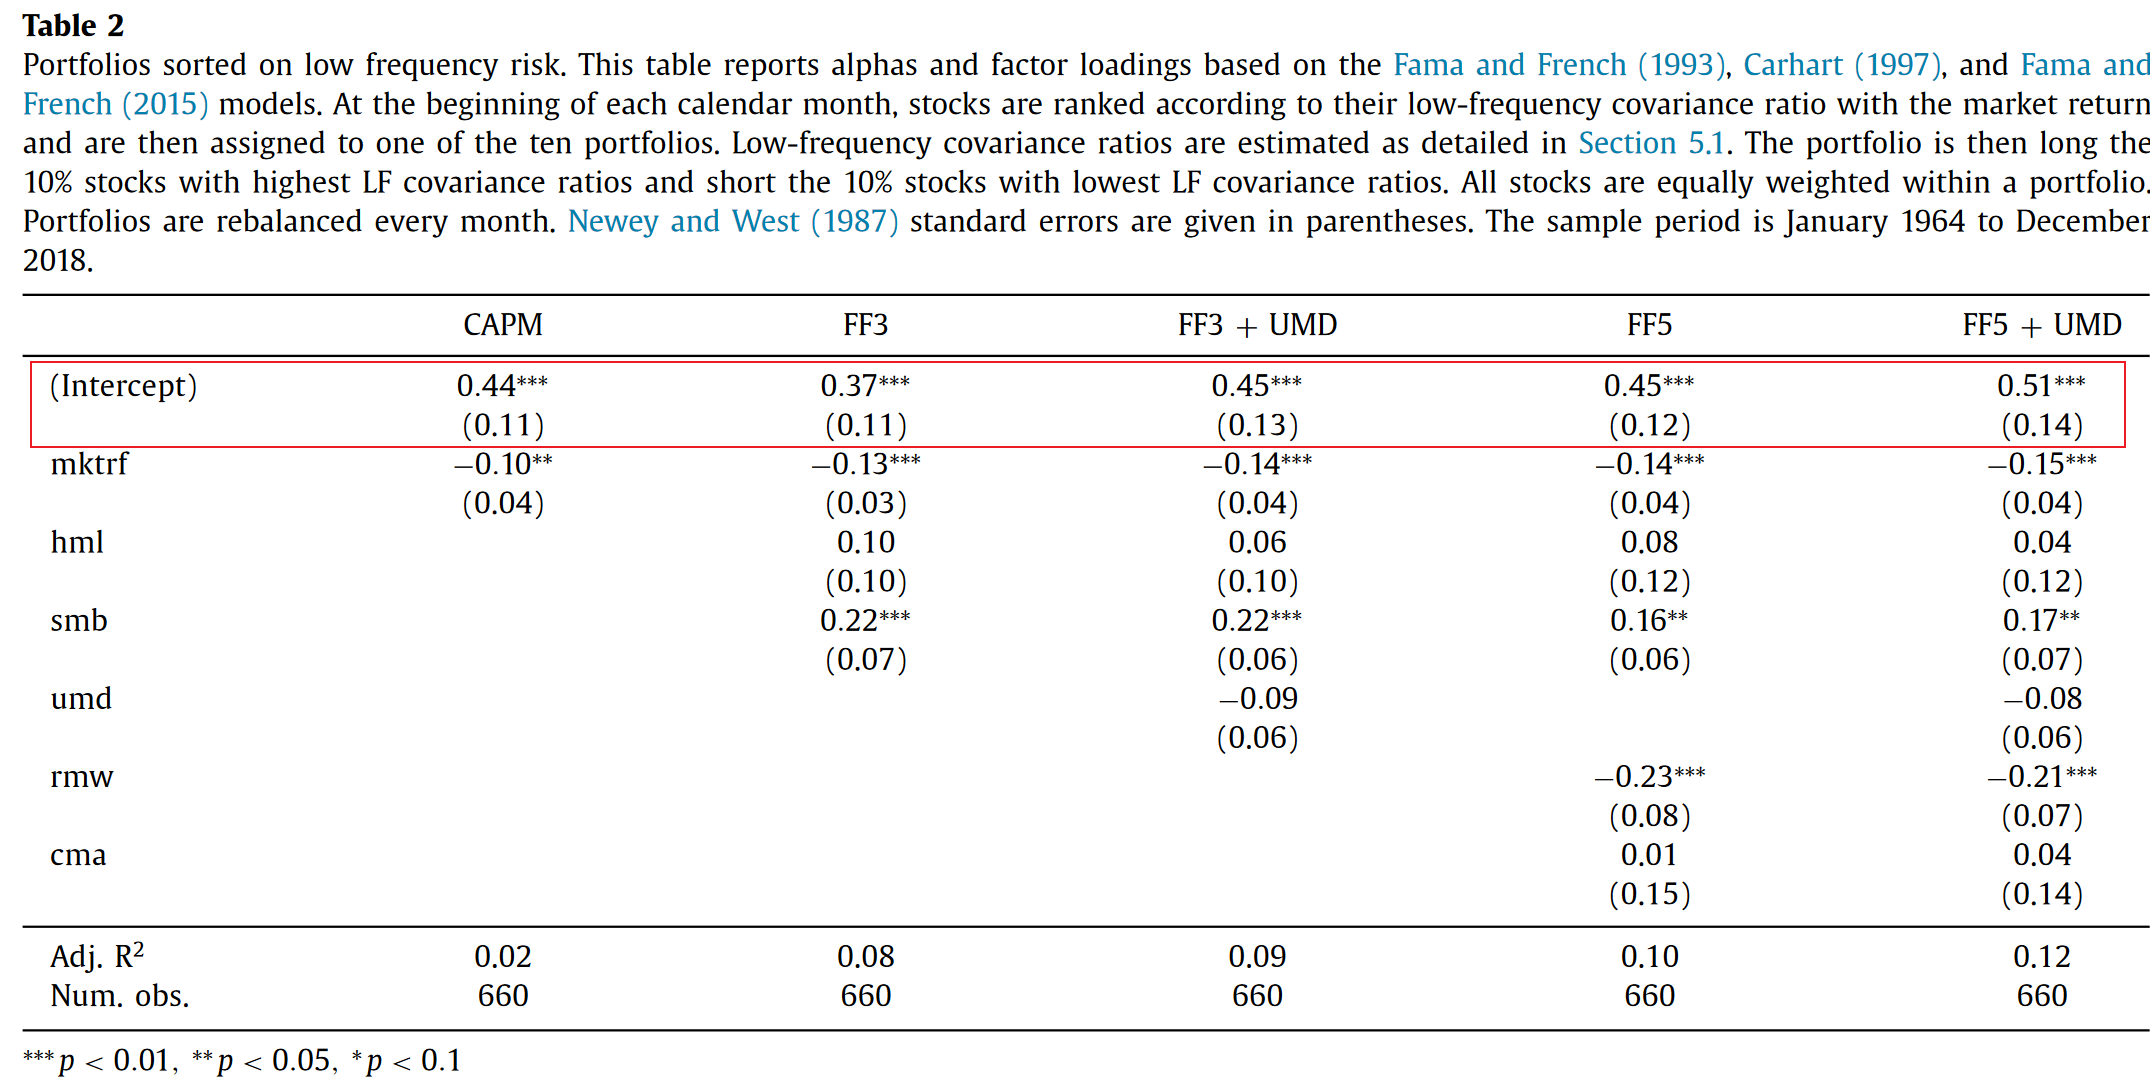 Table 2
Portfolios sorted on low frequency risk. This table reports alphas and factor loadings based on the Fama and French (1993), Carhart (1997), and Fama and
French (2015) models. At the beginning of each calendar month, stocks are ranked according to their low-frequency covariance ratio with the market return
and are then assigned to one of the ten portfolios. Low-frequency covariance ratios are estimated as detailed in Section 5.1. The portfolio is then long the
10% stocks with highest LF covariance ratios and short the 10% stocks with lowest LF covariance ratios. All stocks are equally weighted within a portfolio.
Portfolios are rebalanced every month. Newey and West (1987) standard errors are given in parentheses. The sample period is January 1964 to December
2018.
CAPM FF3 FF3 + UMD FF5 FF5 + UMD
(Intercept) 0.44*** 0.37*** 0.45*** 0.45*** 0.51***
(0.11) (0.11) (0.13) (0.12) (0.14)
mktrf −0.10** −0.13*** −0.14*** −0.14*** −0.15***
(0.04) (0.03) (0.04) (0.04) (0.04)
hml 0.10 0.06 0.08 0.04
(0.10) (0.10) (0.12) (0.12)
smb 0.22*** 0.22*** 0.16** 0.17**
(0.07) (0.06) (0.06) (0.07)
umd −0.09 −0.08
(0.06) (0.06)
rmw −0.23*** −0.21***
(0.08) (0.07)
cma 0.01 0.04
(0.15) (0.14)
Adj. R² 0.02 0.08 0.09 0.10 0.12
Num. obs. 660 660 660 660 660
***p < 0.01, **p < 0.05, *p < 0.1